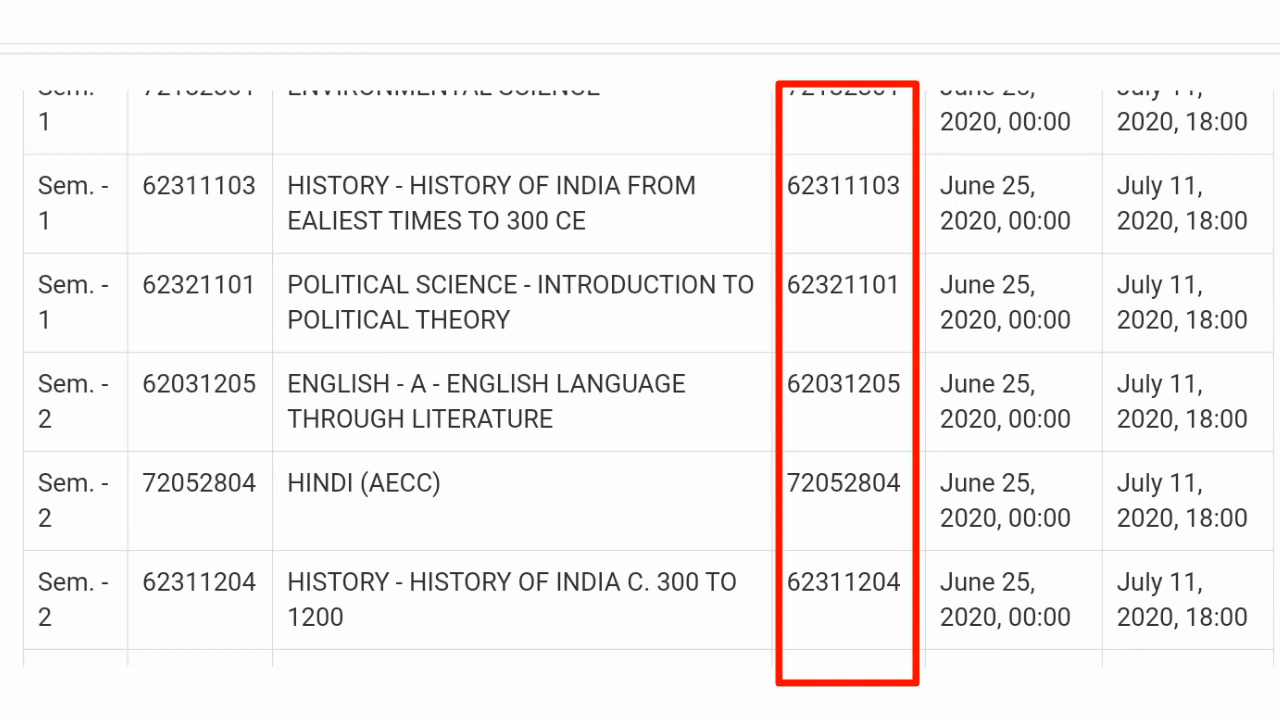 Sem. 72132801 ENVIRONMENTAL SCIENCE 72132801 June 25, July 11,
1 2020, 00:00 2020, 18:00
Sem. - 62311103 HISTORY - HISTORY OF INDIA FROM 62311103 June 25, July 11,
1 EALIEST TIMES TO 300 CE 2020, 00:00 2020, 18:00
Sem. - 62321101 POLITICAL SCIENCE - INTRODUCTION TO 62321101 June 25, July 11,
1 POLITICAL THEORY 2020, 00:00 2020, 18:00
Sem. - 62031205 ENGLISH - A - ENGLISH LANGUAGE 62031205 June 25, July 11,
2 THROUGH LITERATURE 2020, 00:00 2020, 18:00
Sem. - 72052804 HINDI (AECC) 72052804 June 25, July 11,
2 2020, 00:00 2020, 18:00
Sem. - 62311204 HISTORY - HISTORY OF INDIA C. 300 TO 62311204 June 25, July 11,
2 1200 2020, 00:00 2020, 18:00